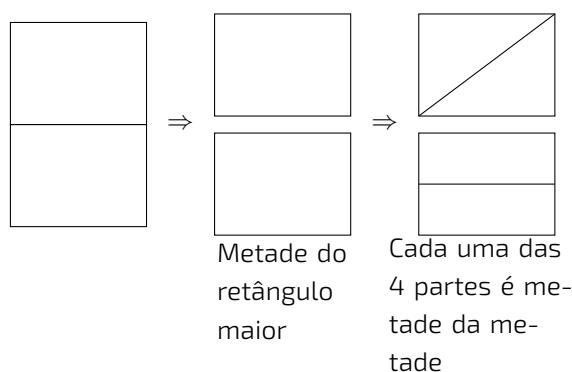 ⇒
⇒
Metade do
retângulo
maior
Cada uma das
4 partes é me-
tade da me-
tade